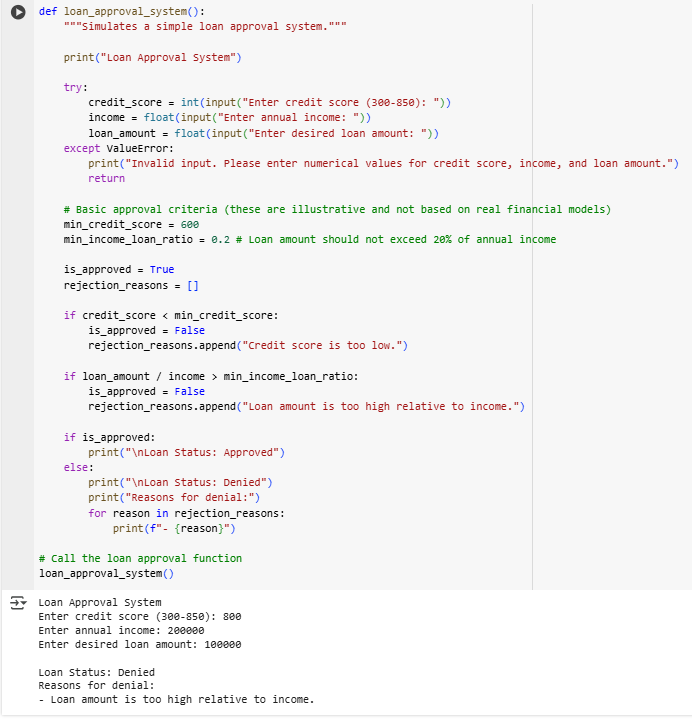 def loan_approval_system():
    """Simulates a simple loan approval system."""

    print("Loan Approval System")

    try:
        credit_score = int(input("Enter credit score (300-850): "))
        income = float(input("Enter annual income: "))
        loan_amount = float(input("Enter desired loan amount: "))
    except ValueError:
        print("Invalid input. Please enter numerical values for credit score, income, and loan amount.")
        return

    # Basic approval criteria (these are illustrative and not based on real financial models)
    min_credit_score = 600
    min_income_loan_ratio = 0.2 # Loan amount should not exceed 20% of annual income

    is_approved = True
    rejection_reasons = []

    if credit_score < min_credit_score:
        is_approved = False
        rejection_reasons.append("Credit score is too low.")

    if loan_amount / income > min_income_loan_ratio:
        is_approved = False
        rejection_reasons.append("Loan amount is too high relative to income.")

    if is_approved:
        print("\nLoan Status: Approved")
    else:
        print("\nLoan Status: Denied")
        print("Reasons for denial:")
        for reason in rejection_reasons:
            print(f"- {reason}")

# Call the loan approval function
loan_approval_system()
Loan Approval System
Enter credit score (300-850): 800
Enter annual income: 200000
Enter desired loan amount: 100000

Loan Status: Denied
Reasons for denial:
- Loan amount is too high relative to income.